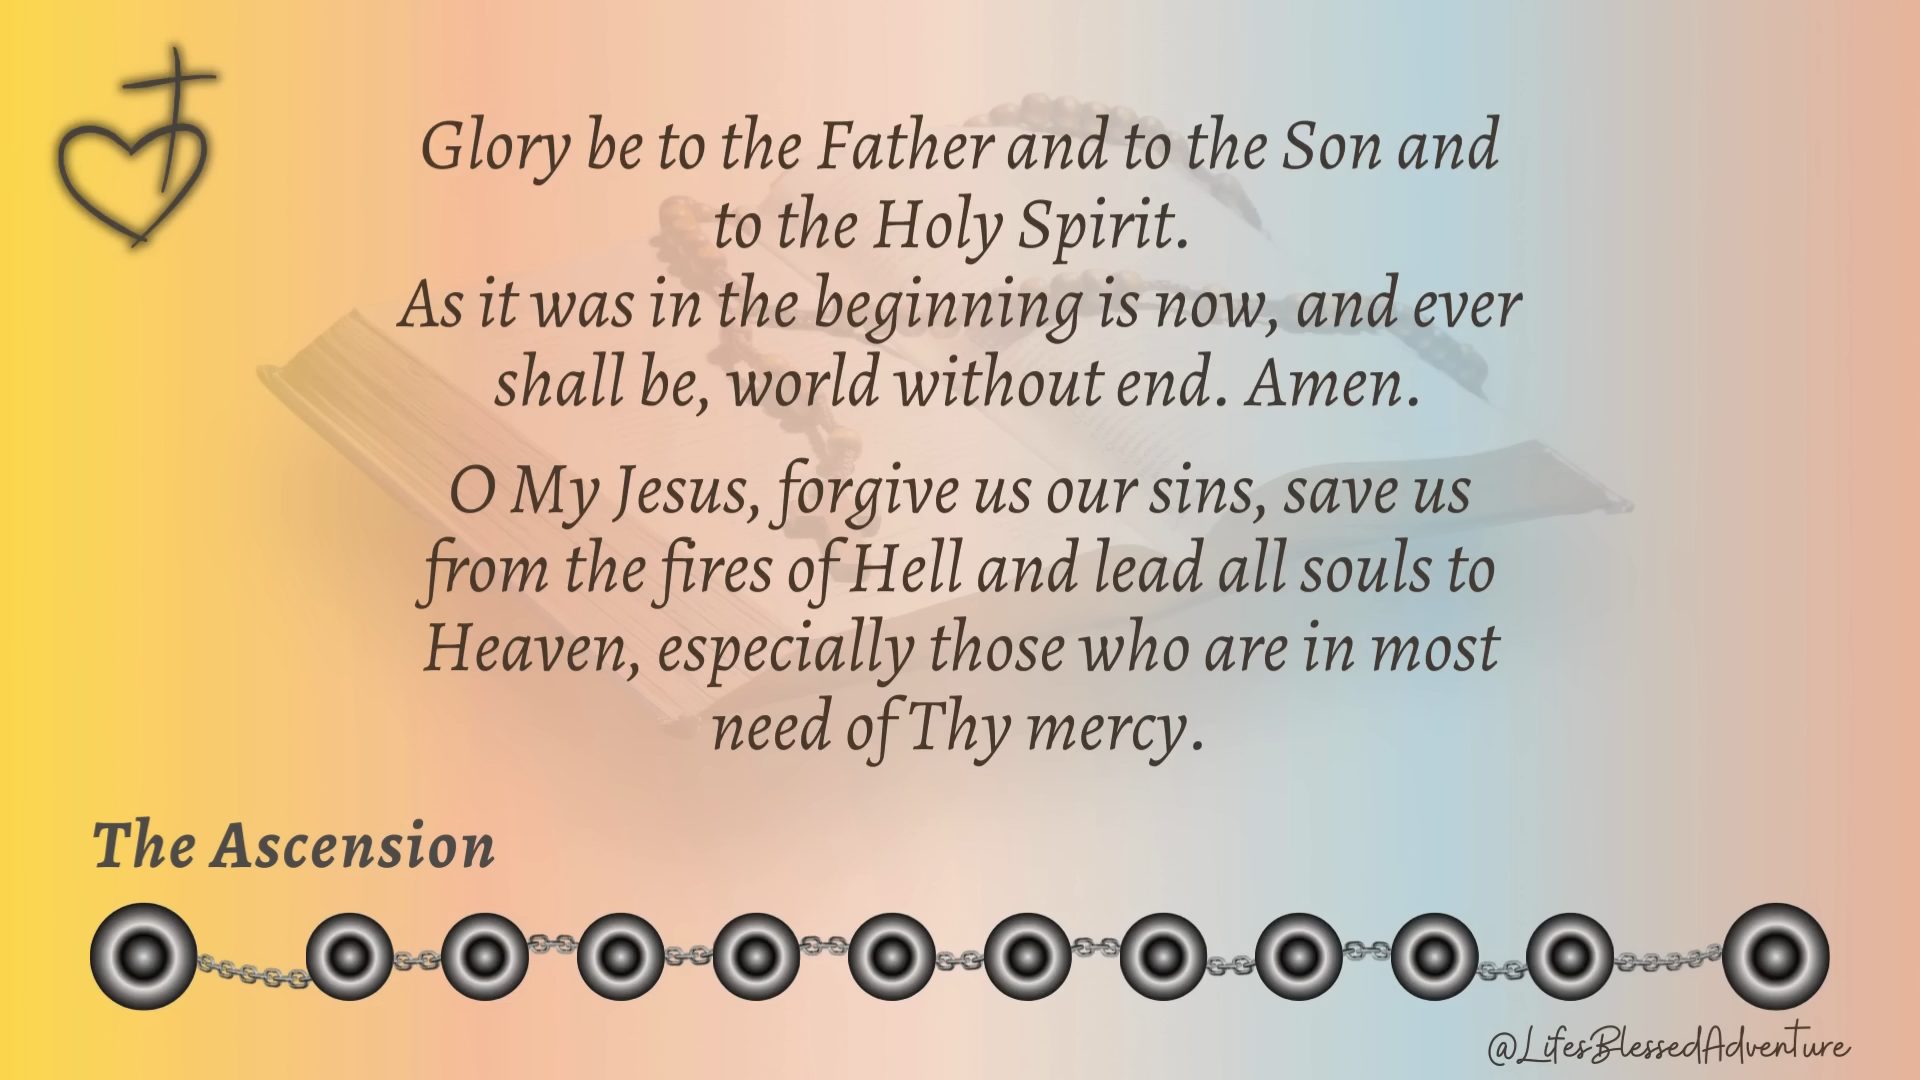 Glory be to the Father and to the Son and
to the Holy Spirit.
As it was in the beginning is now, and ever
shall be, world without end. Amen.
O My Jesus, forgive us our sins, save us
from the fires of Hell and lead all souls to
Heaven, especially those who are in most
need of Thy mercy.
The Ascension
@LifesBlessedAdventure